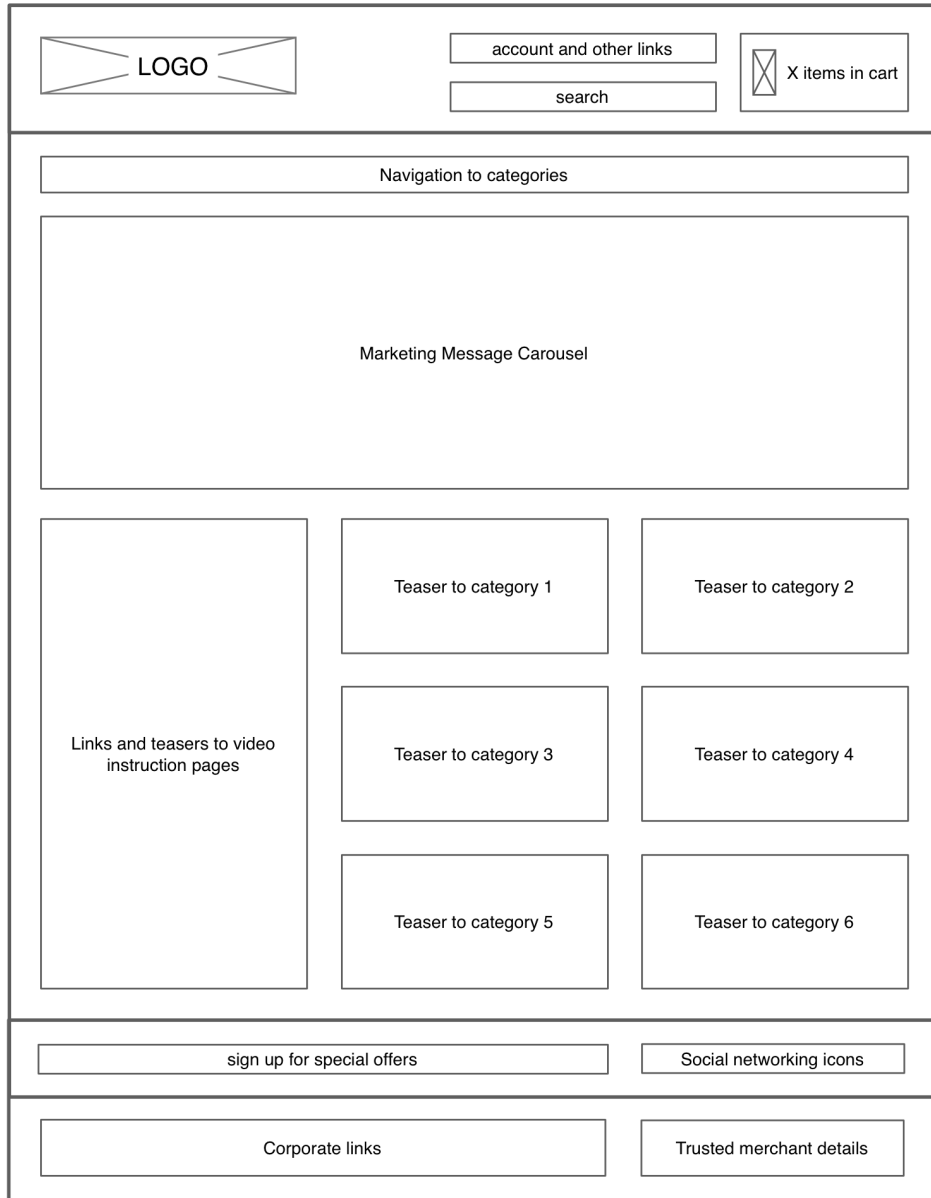 LOGO
account and other links
search
X items in cart
Navigation to categories
Marketing Message Carousel
Links and teasers to video
instruction pages
Teaser to category 1
Teaser to category 2
Teaser to category 3
Teaser to category 4
Teaser to category 5
Teaser to category 6
sign up for special offers
Social networking icons
Corporate links
Trusted merchant details